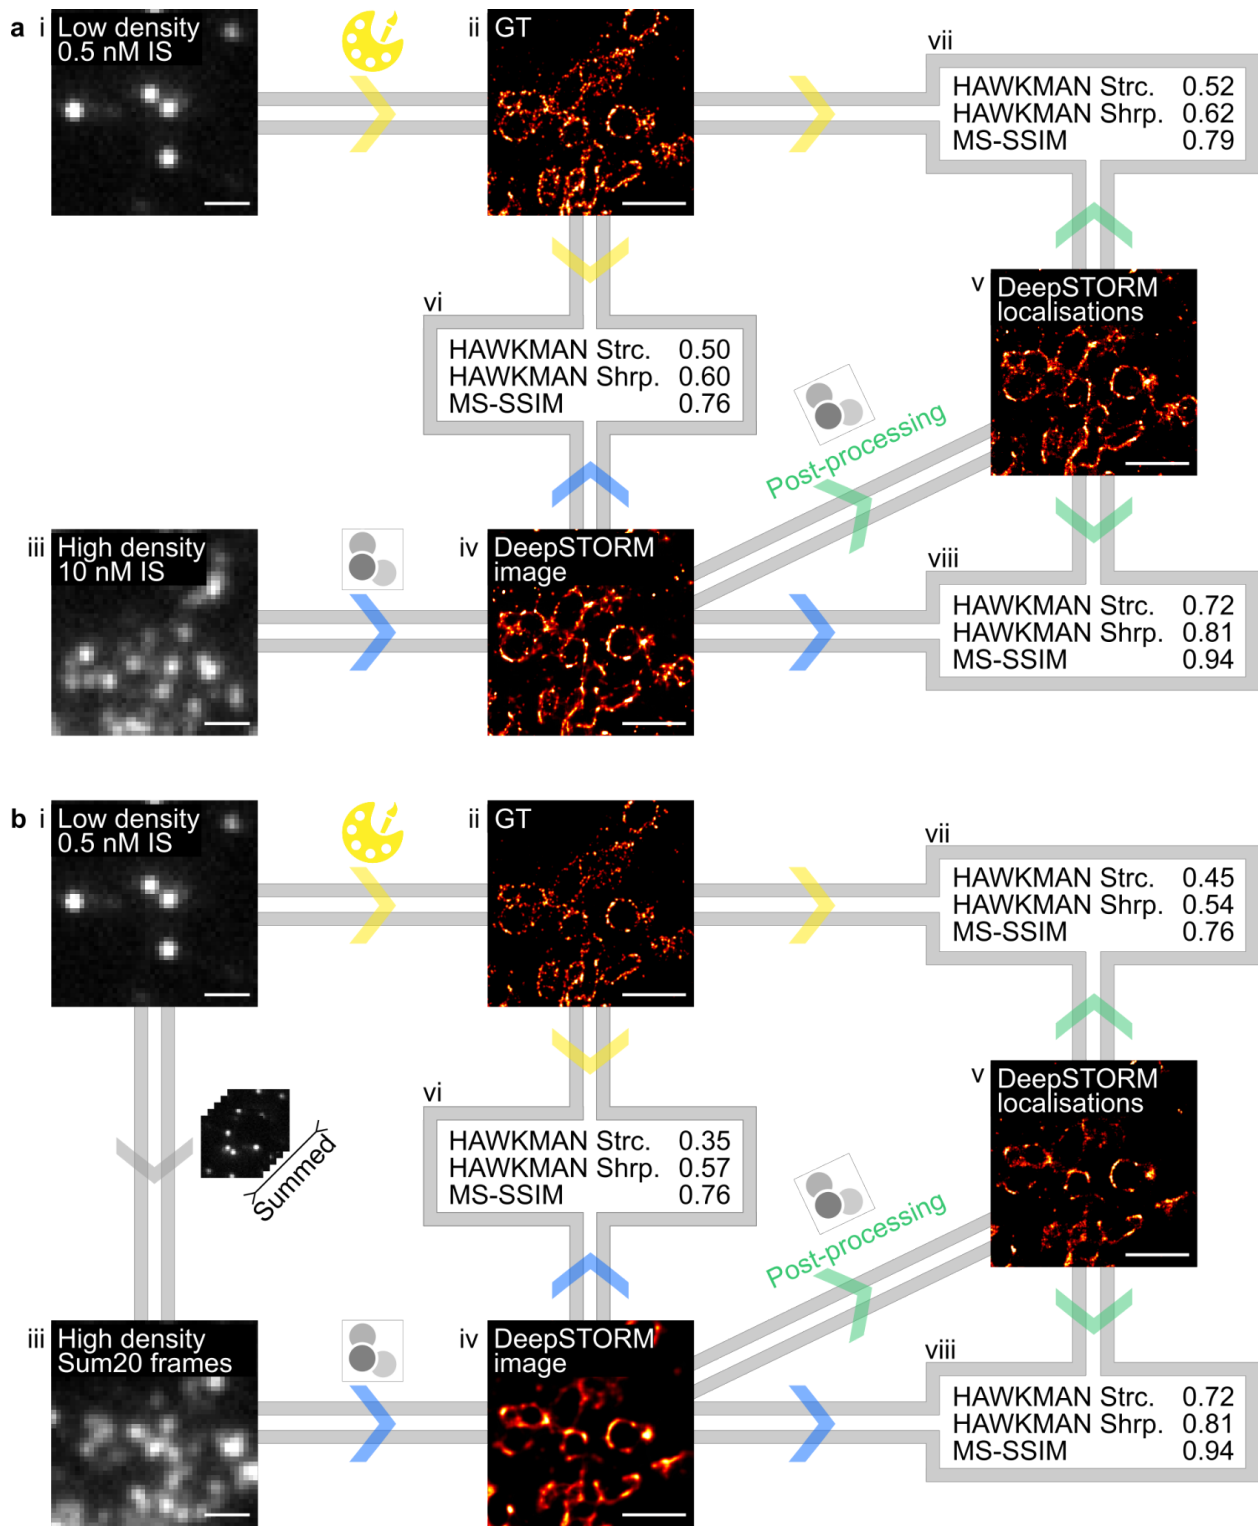 a
i
Low density
0.5 nM IS
ii
GT
vii
HAWKMAN Strc. 0.52
HAWKMAN Shrp. 0.62
MS-SSIM 0.79
vi
HAWKMAN Strc. 0.50
HAWKMAN Shrp. 0.60
MS-SSIM 0.76
v
DeepSTORM
localisations
Post-processing
iii
High density
10 nM IS
iv
DeepSTORM
image
viii
HAWKMAN Strc. 0.72
HAWKMAN Shrp. 0.81
MS-SSIM 0.94
b
i
Low density
0.5 nM IS
ii
GT
vii
HAWKMAN Strc. 0.45
HAWKMAN Shrp. 0.54
MS-SSIM 0.76
Summed
vi
HAWKMAN Strc. 0.35
HAWKMAN Shrp. 0.57
MS-SSIM 0.76
v
DeepSTORM
localisations
Post-processing
iii
High density
Sum20 frames
iv
DeepSTORM
image
viii
HAWKMAN Strc. 0.72
HAWKMAN Shrp. 0.81
MS-SSIM 0.94